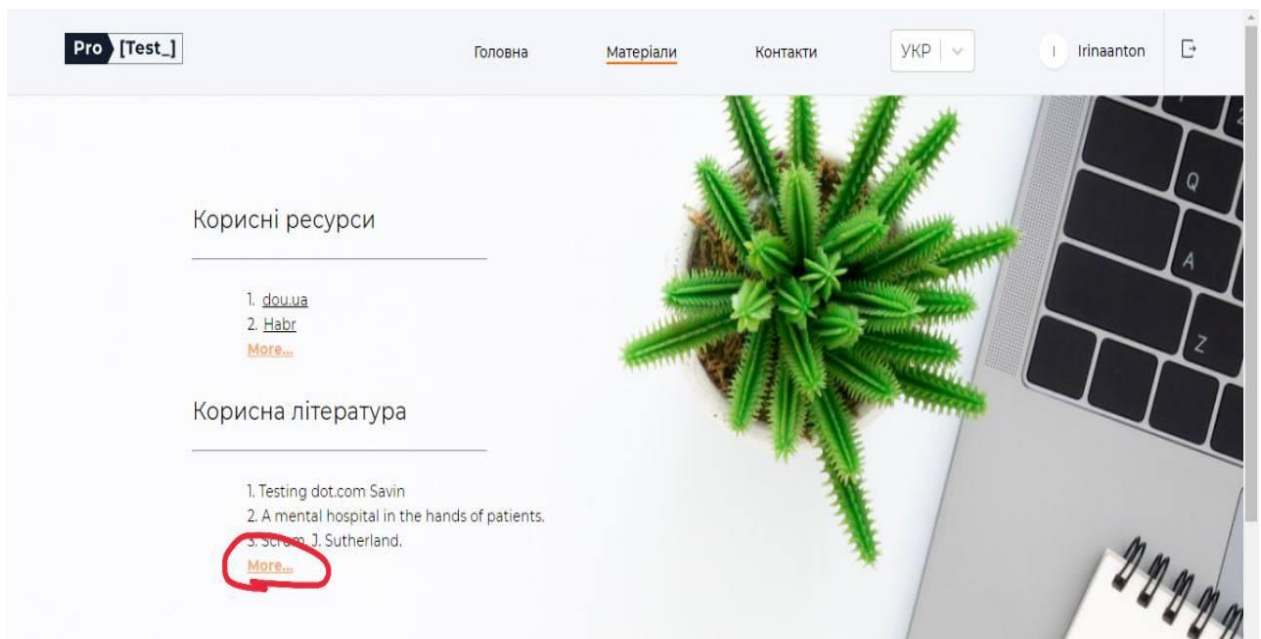 Pro [Test_]
Головна
Матеріали
Контакти
УКР
I
Irinaanton
Корисні ресурси
1. dou.ua
2. Habr
More...
Корисна література
1. Testing dot.com Savin
2. A mental hospital in the hands of patients.
3. Scrum. J. Sutherland.
More...
Q
A
Z
2